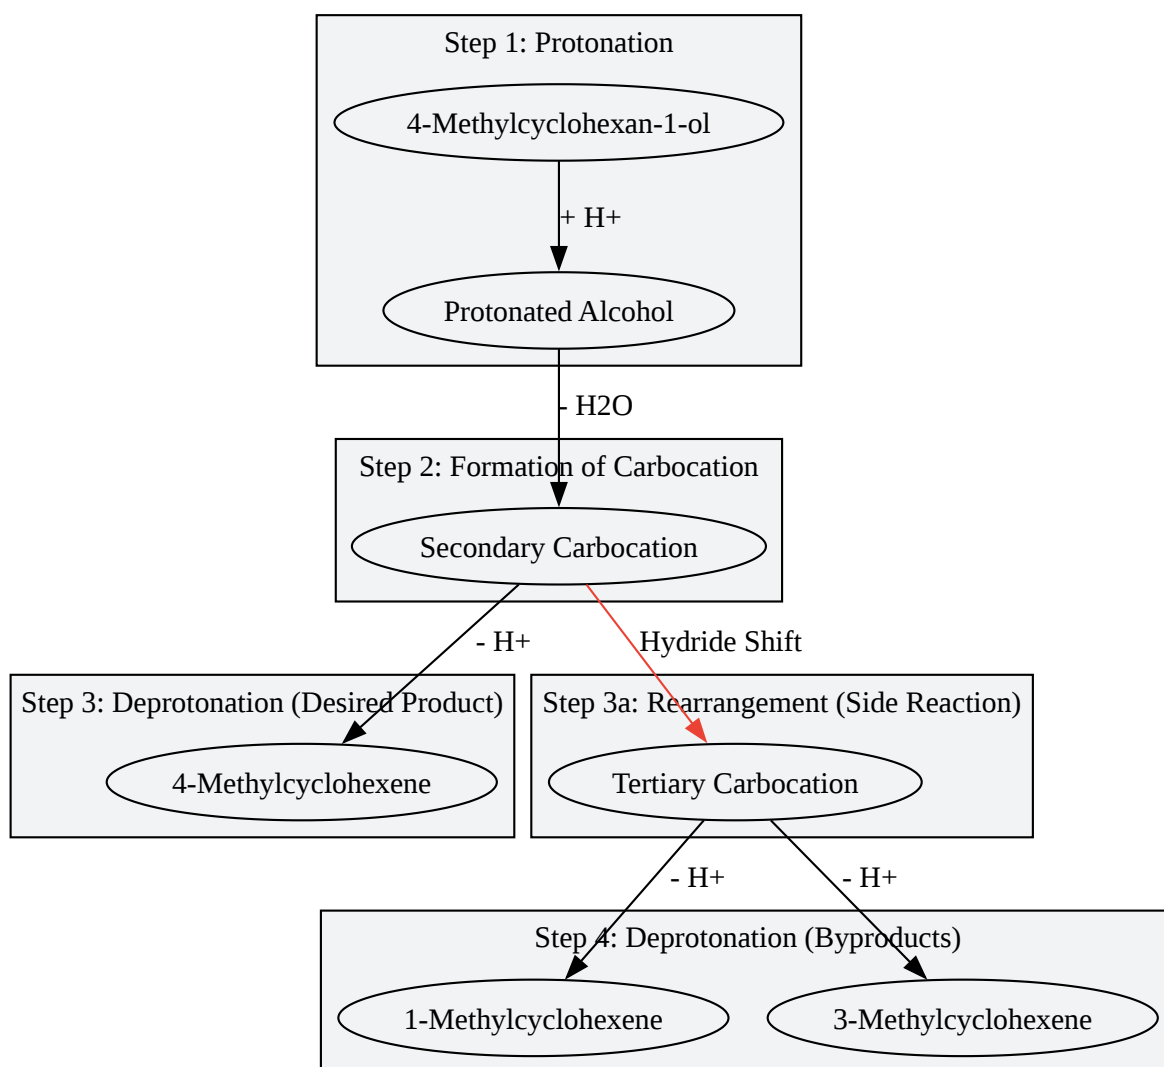 Step 1: Protonation
4-Methylcyclohexan-1-ol
+ H+
Protonated Alcohol
- H2O
Step 2: Formation of Carbocation
Secondary Carbocation
- H+
Hydride Shift
Step 3: Deprotonation (Desired Product)
Step 3a: Rearrangement (Side Reaction)
4-Methylcyclohexene
Tertiary Carbocation
- H+
- H+
Step 4: Deprotonation (Byproducts)
1-Methylcyclohexene
3-Methylcyclohexene